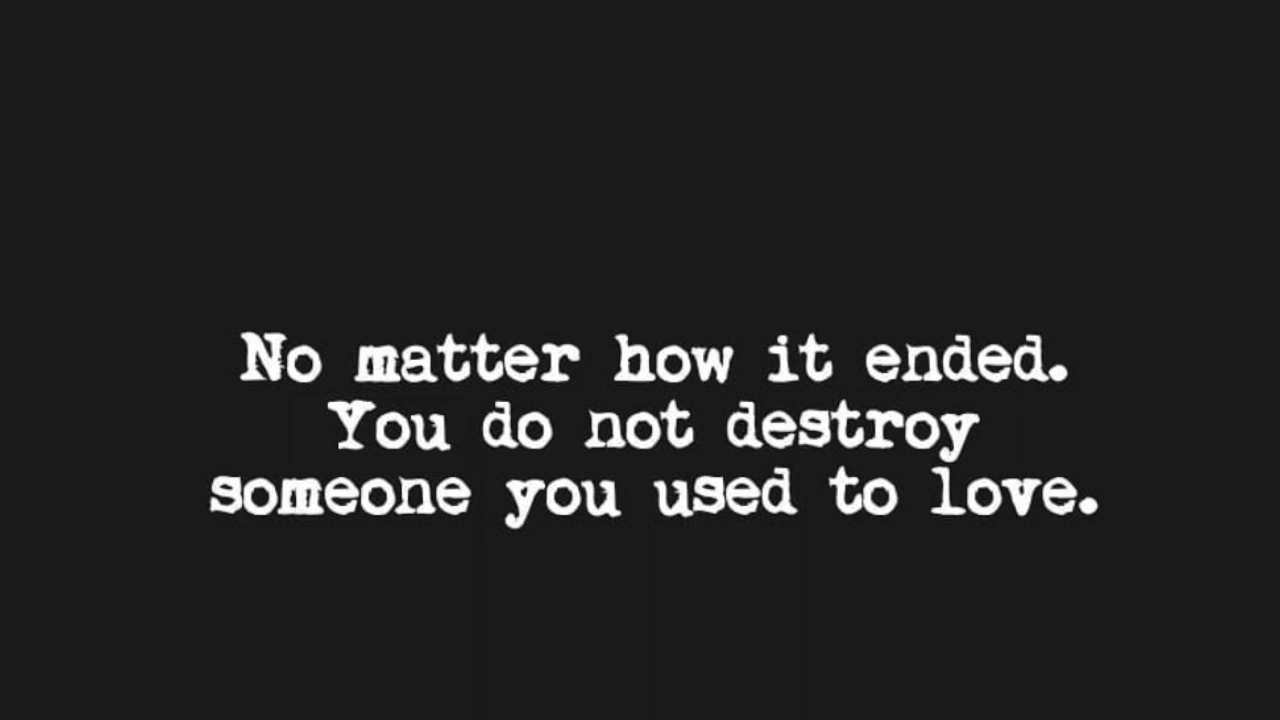 No matter how it ended.
You do not destroy
someone you used to love.